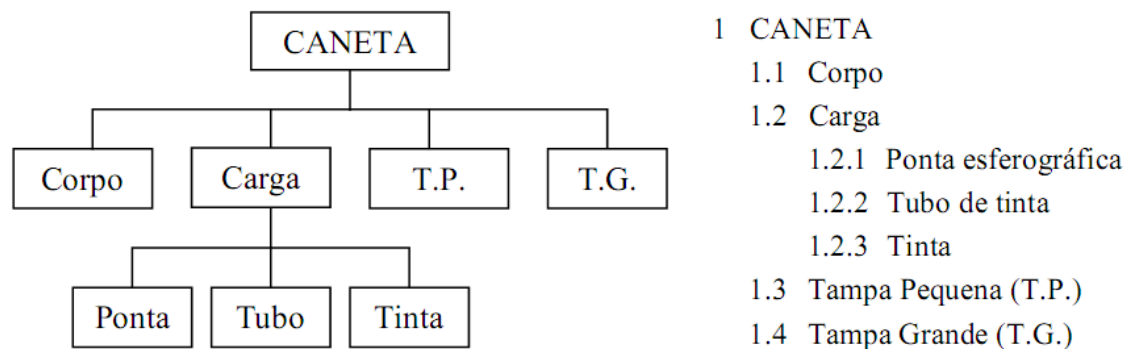 CANETA
Corpo
Carga
T.P.
T.G.
Ponta
Tubo
Tinta
1 CANETA
1.1 Corpo
1.2 Carga
1.2.1 Ponta esferográfica
1.2.2 Tubo de tinta
1.2.3 Tinta
1.3 Tampa Pequena (T.P.)
1.4 Tampa Grande (T.G.)